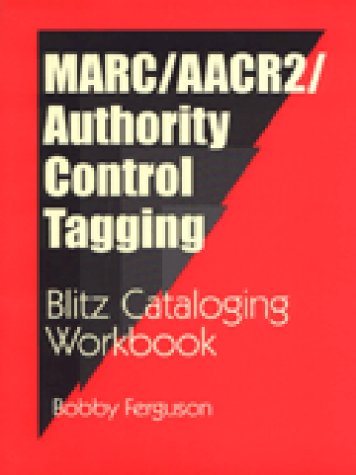 MARC/AACR2/
Authority
Control
Tagging
Blitz Cataloging
Workbook
Bobby Ferguson